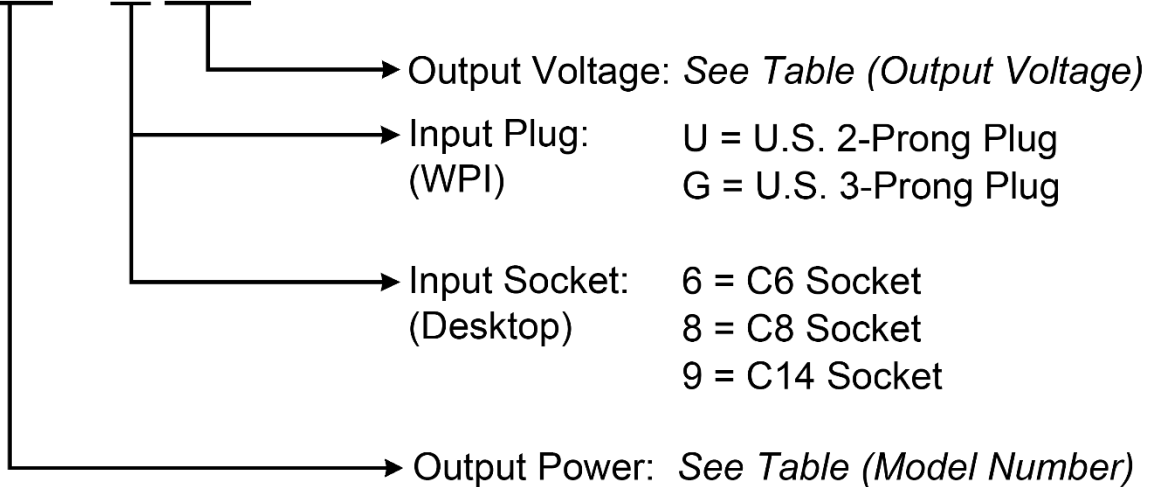 Output Voltage: See Table (Output Voltage)
Input Plug: U = U.S. 2-Prong Plug
(WPI) G = U.S. 3-Prong Plug
Input Socket: 6 = C6 Socket
(Desktop) 8 = C8 Socket
9 = C14 Socket
Output Power: See Table (Model Number)